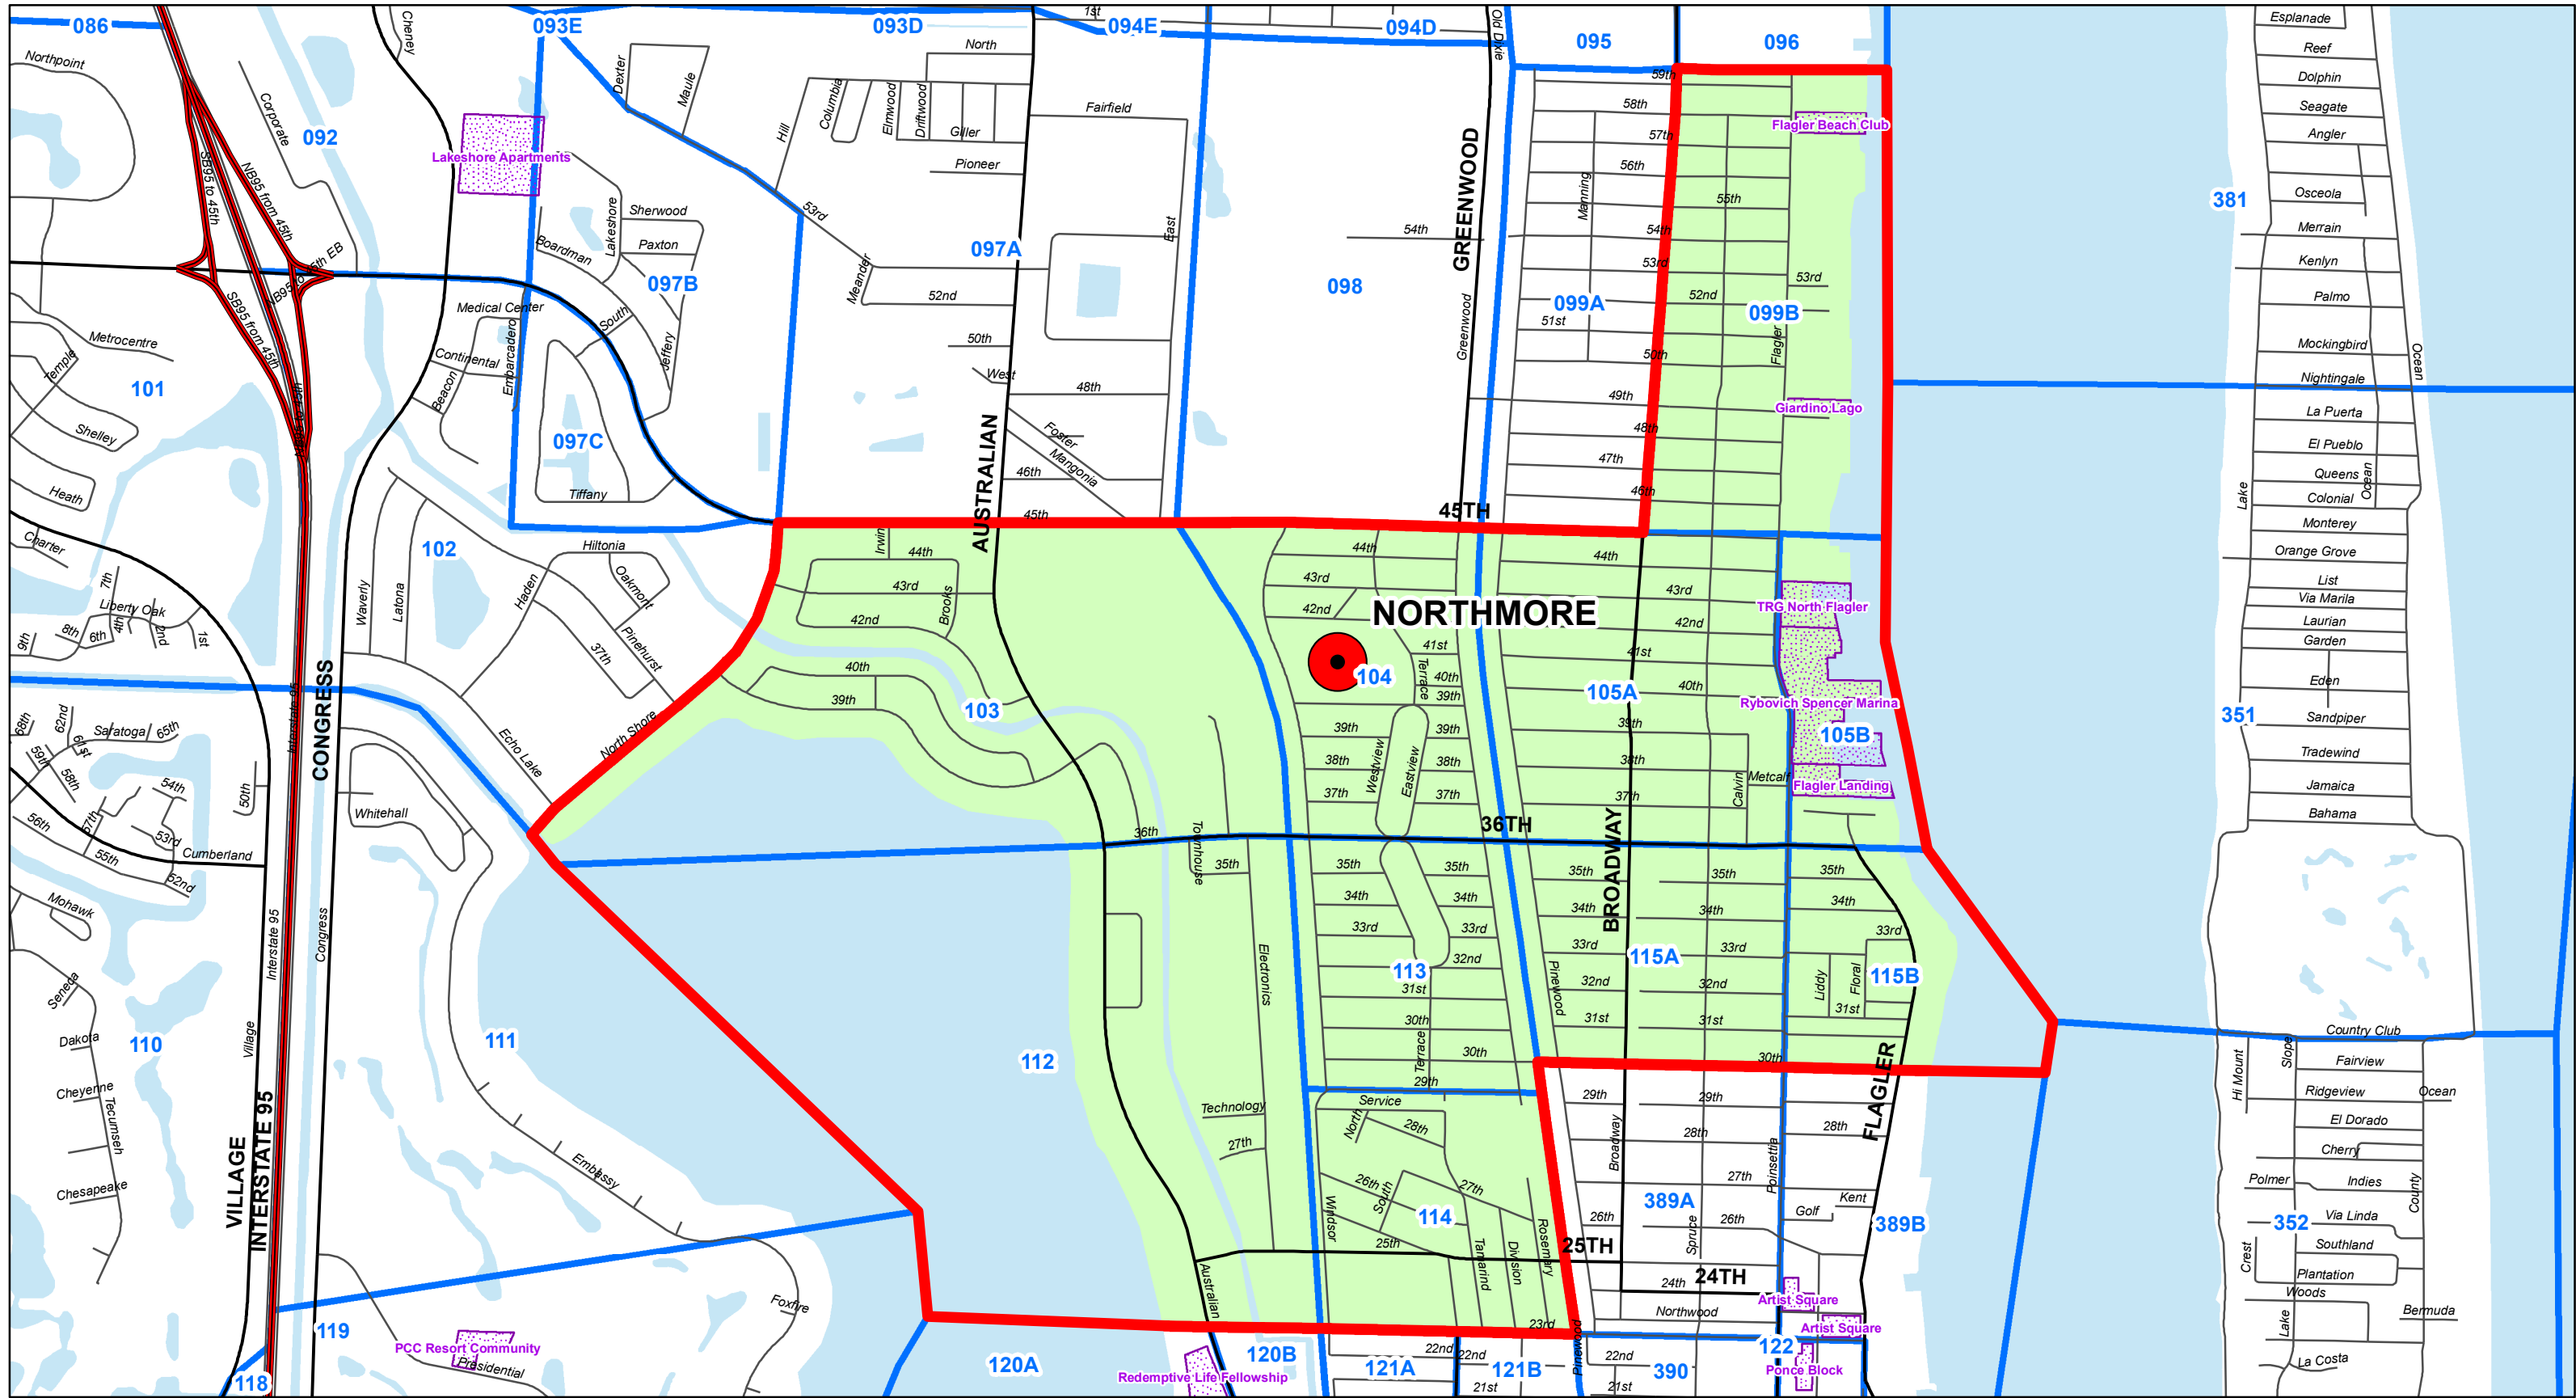 086
093E
093D
094E
094D
095
096
1st
Old Dixie
Esplanade
Reef
Dolphin
Seagate
Angler
Osceola
Merrain
Kenlyn
Palmo
Mockingbird
Nightingale
Ocean
La Puerta
El Pueblo
Queens
Ocean
Colonial
Lake
Monterey
Orange Grove
List
Via Marila
Laurian
Garden
Eden
Sandpiper
Tradewind
Jamaica
Bahama
381
351
Country Club
Fairview
Hi Mount
Slope
Ridgeview
Ocean
El Dorado
Cherry
Polmer
Indies
County
352
Via Linda
Southland
Crest
Plantation
Woods
Lake
Bermuda
La Costa
Northpoint
Cheney
Corporate
092
Lakeshore Apartments
SB95 to 45th
NB95 from 45th
SB95 from 45th
Metrocentre
Temple
101
Shelley
Heath
Charter
Medical Center
Continental
Embarcadero
Beacon
Dexter
Maule
Hill
Columbia
Elmwood
Driftwood
North
Giller
Pioneer
Fairfield
Lakeshore
Sherwood
Paxton
Boardman
097B
53rd
097A
Meander
52nd
East
South
Jeffery
50th
West
48th
097C
Tiffany
Foster
Mangonia
46th
AUSTRALIAN
45th
098
54th
GREENWOOD
Greenwood
45TH
59th
58th
57th
56th
Manning
55th
54th
53rd
53rd
52nd
099A
099B
51st
50th
Flagler
49th
48th
47th
46th
Flagler Beach Club
Giardino Lago
102
Hiltonia
Oakmont
Haden
Waverly
Latona
Pinehurst
37th
7th
Liberty Oak
9th
8th
6th
4th
2nd
1st
Interstate 95
CONGRESS
Echo Lake
North Shore
Irwin
44th
43rd
42nd
Brooks
40th
39th
103
44th
43rd
42nd
NORTHMORE
104
41st
Terrace
40th
39th
39th
39th
38th
38th
37th
37th
Westview
Eastview
44th
43rd
42nd
41st
40th
105A
39th
38th
37th
Calvin
Metcalf
TRG North Flagler
Rybovich Spencer Marina
105B
Flagler Landing
68th
62nd
61st
59th
58th
Saratoga
65th
54th
50th
57th
56th
55th
53rd
52nd
Cumberland
Whitehall
Mohawk
Seneca
Dakota
Cheyenne
Tecumseh
Chesapeake
110
Interstate 95
Congress
Village
VILLAGE
INTERSTATE 95
111
Embassy
Foxfire
36th
36TH
Townhouse
35th
Electronics
112
35th
35th
34th
34th
33rd
33rd
32nd
113
31st
30th
30th
Terrace
29th
BROADWAY
Pinewood
35th
35th
34th
34th
33rd
33rd
115A
32nd
32nd
31st
31st
30th
35th
34th
33rd
Liddy
Floral
31st
115B
FLAGLER
Technology
27th
Service
North
28th
26th
South
27th
114
Windsor
25th
Tamarind
Division
Rosemary
25TH
23rd
Australian
29th
29th
28th
28th
Broadway
Poinsettia
27th
Kent
389A
Golf
389B
26th
26th
Spruce
24th
24TH
Northwood
Artist Square
Artist Square
119
PCC Resort Community
Presidential
118
120A
120B
Redemptive Life Fellowship
22nd
22nd
121A
121B
21st
Pinewood
22nd
390
21st
122
Ponce Block